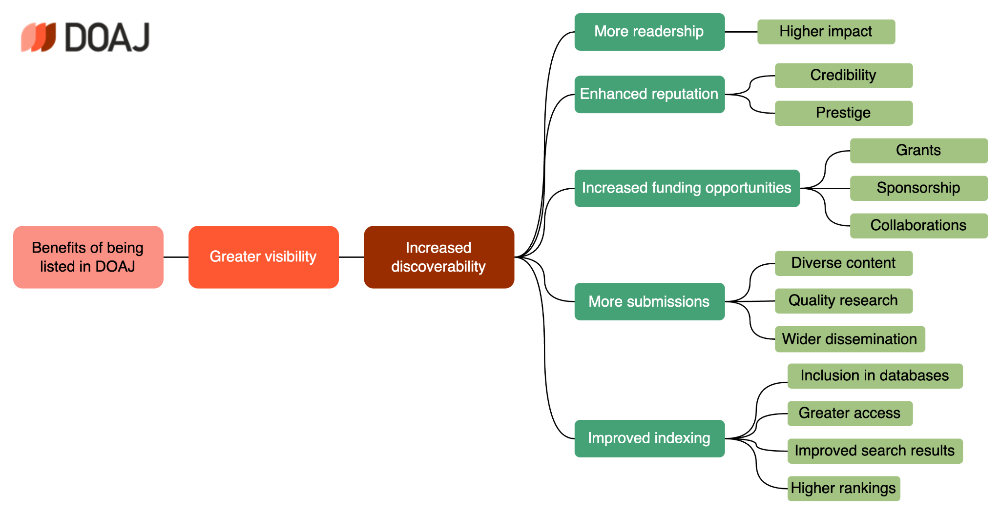 DOAJ
Benefits of being
listed in DOAJ
Greater visibility
Increased
discoverability
More readership
Higher impact
Enhanced reputation
Credibility
Prestige
Increased funding opportunities
Grants
Sponsorship
Collaborations
More submissions
Diverse content
Quality research
Wider dissemination
Improved indexing
Inclusion in databases
Greater access
Improved search results
Higher rankings